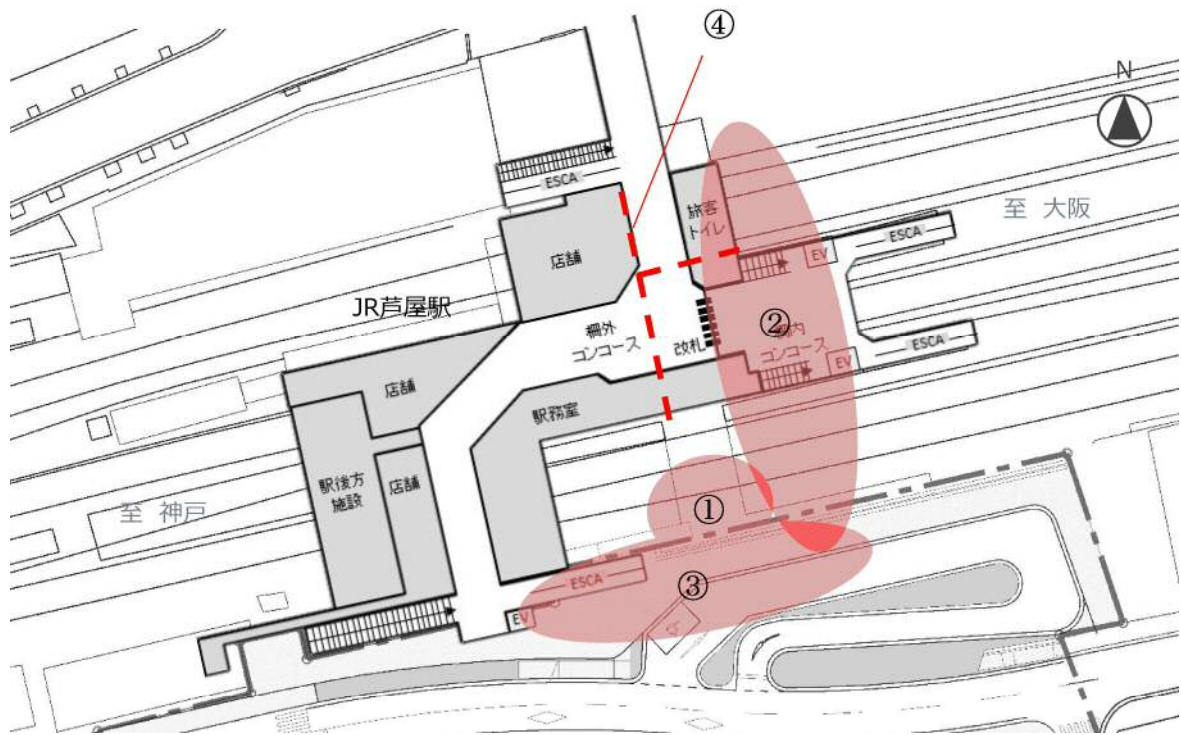 ④
N
ESCA
旅客
トイレ
至 大阪
ESCA
店舗
EV
JR芦屋駅
②
柵外
コンコース
改札
柵内
コンコース
ESCA
EV
店舗
駅務室
駅後方
施設
店舗
至 神戸
①
ESCA
③
EV